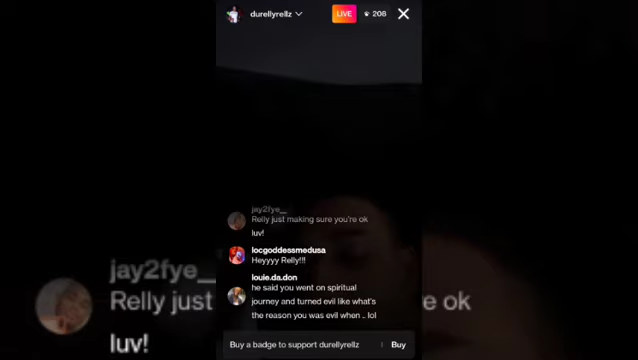 durellyrellz
LIVE
208
jay2fye__
Relly just making sure you're ok
luv!
locgoddessmedusa
Heyyyy Relly!!!
louie.da.don
he said you went on spiritual
journey and turned evil like what's
the reason you was evil when .. lol
Buy a badge to support durellyrellz
Buy
jay2fye_
Relly just
e ok
luv!